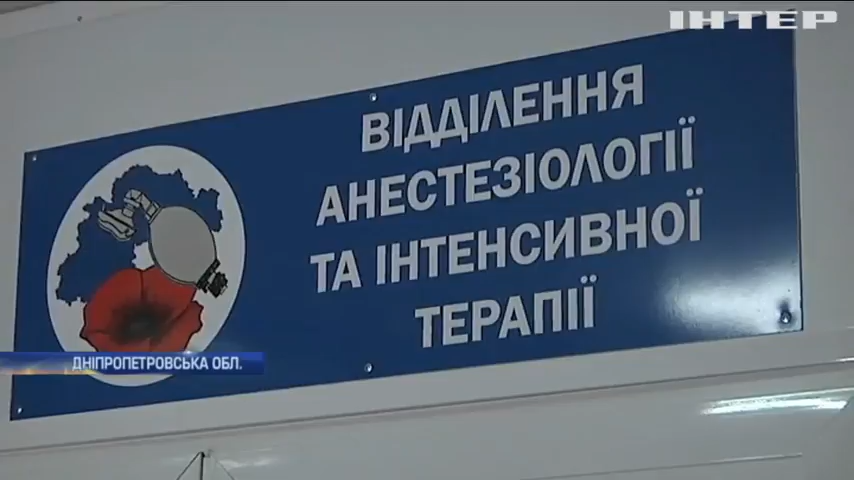 ІНТЕР
ВІДДІЛЕННЯ
АНЕСТЕЗІОЛОГІЇ
ТА ІНТЕНСИВНОЇ
ТЕРАПІЇ
ДНІПРОПЕТРОВСЬКА ОБЛ.